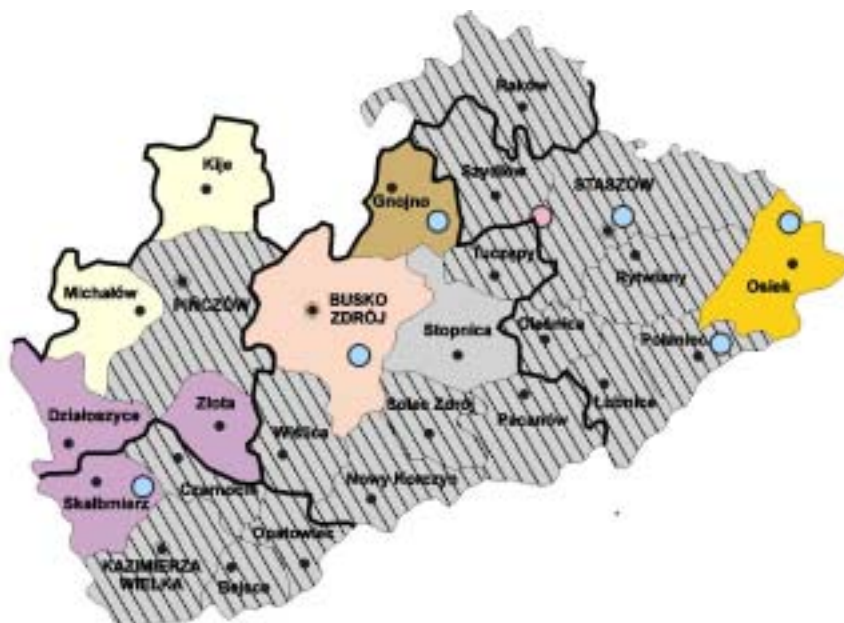 Raków
Kije
Szydłów
STASZÓW
Gnojno
Tuczępy
Rytwiany
Osiek
Michałów
PIŃCZÓW
BUSKO
ZDRÓJ
Stopnica
Oleśnica
Połaniec
Działoszyce
Złota
Wiślica
Solec Zdrój
Pacanów
Łubnice
Skalbmierz
Czarnocin
Nowy Korczyn
Opatowiec
KAZIMIERZA
WIELKA
Bejsce